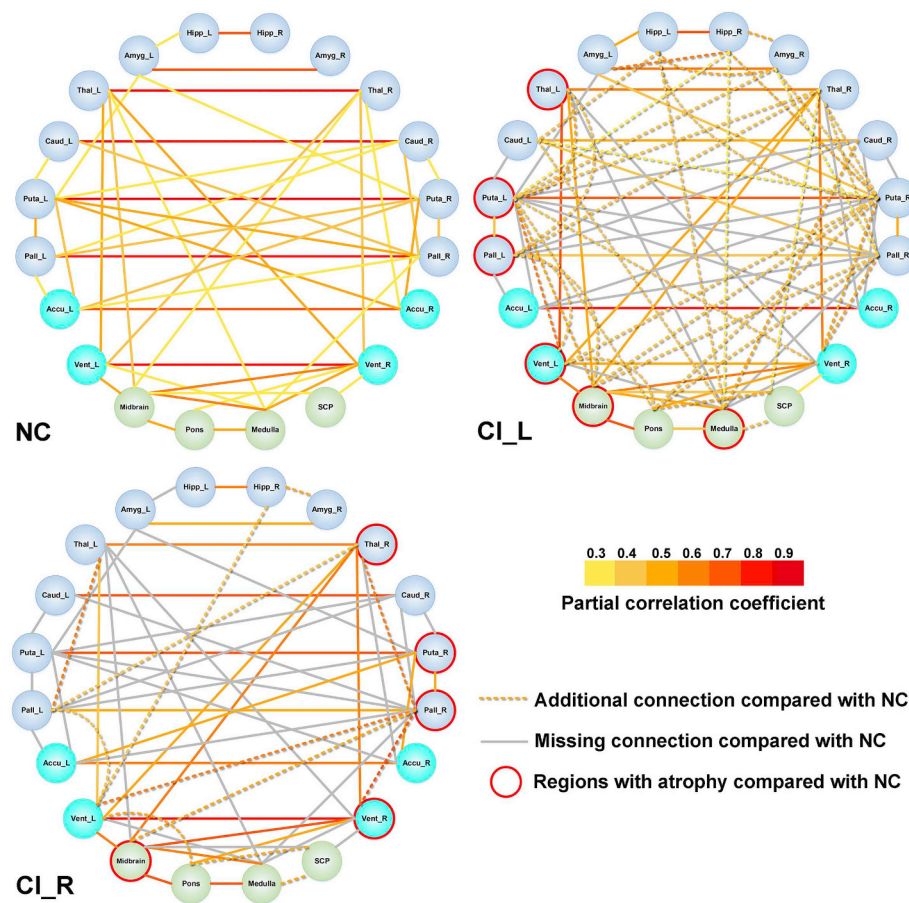 Hipp_L
Hipp_R
Amyg_L
Amyg_R
Thal_L
Thal_R
Caud_L
Caud_R
Puta_L
Puta_R
Pall_L
Pall_R
Accu_L
Accu_R
Vent_L
Vent_R
Midbrain
SCP
Pons
Medulla
NC
Hipp_L
Hipp_R
Amyg_L
Amyg_R
Thal_L
Thal_R
Caud_L
Caud_R
Puta_L
Puta_R
Pall_L
Pall_R
Accu_L
Accu_R
Vent_L
Vent_R
Midbrain
SCP
Pons
Medulla
CI_L
Hipp_L
Hipp_R
Amyg_L
Amyg_R
Thal_L
Thal_R
Caud_L
Caud_R
Puta_L
Puta_R
Pall_L
Pall_R
Accu_L
Accu_R
Vent_L
Vent_R
Midbrain
SCP
Pons
Medulla
CI_R
0.3 0.4 0.5 0.6 0.7 0.8 0.9
Partial correlation coefficient
Additional connection compared with NC
Missing connection compared with NC
Regions with atrophy compared with NC